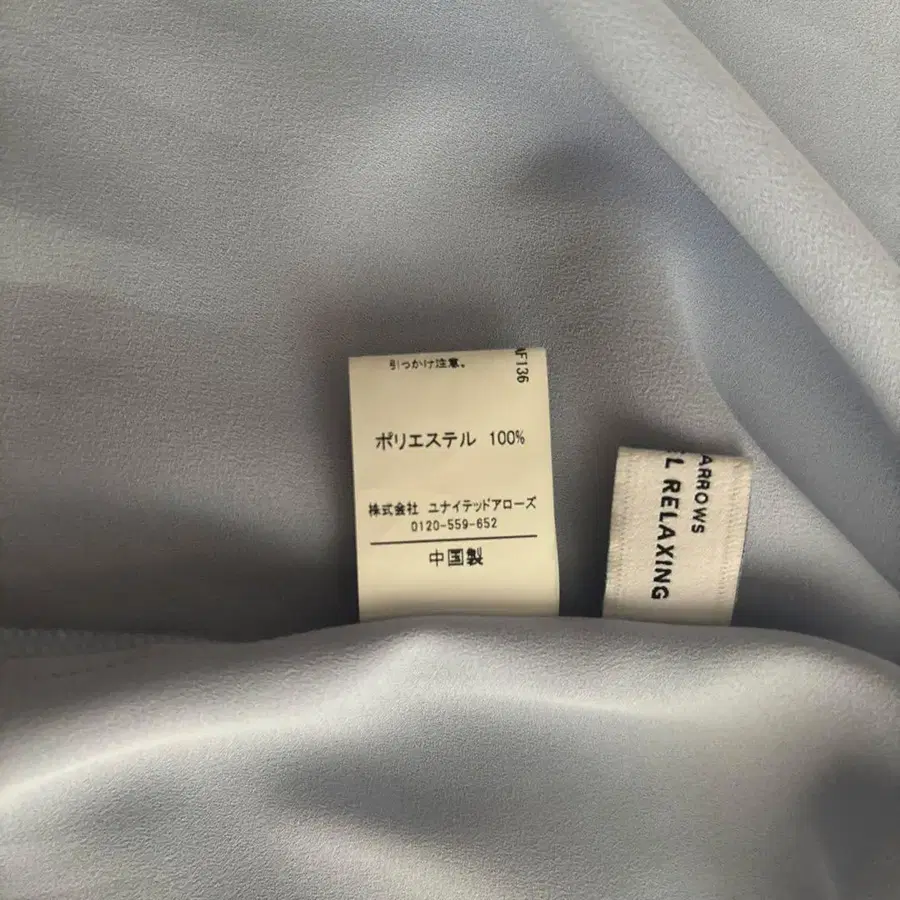 引っかけ注意。
AF136
ポリエステル 100%
株式会社 ユナイテッドアローズ
0120-559-652
中国製
ARROWS
L RELAXING